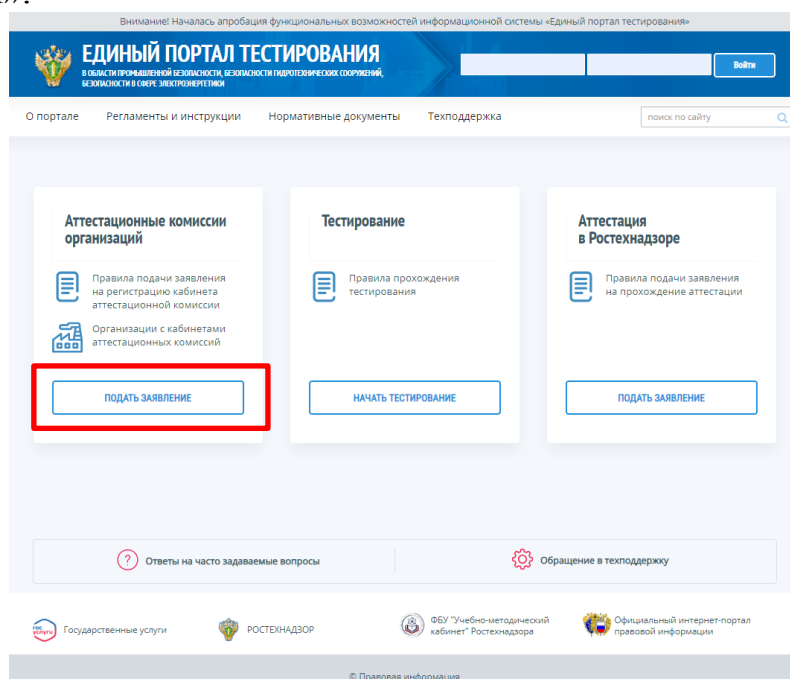 Внимание! Началась апробация функциональных возможностей информационной системы «Единый портал тестирования»
ЕДИНЫЙ ПОРТАЛ ТЕСТИРОВАНИЯ
В ОБЛАСТИ ПРОМЫШЛЕННОЙ БЕЗОПАСНОСТИ, БЕЗОПАСНОСТИ ГИДРОТЕХНИЧЕСКИХ СООРУЖЕНИЙ,
БЕЗОПАСНОСТИ В СФЕРЕ ЭЛЕКТРОЭНЕРГЕТИКИ
Войти
О портале Регламенты и инструкции Нормативные документы Техподдержка поиск по сайту
Аттестационные комиссии
организаций
Правила подачи заявления
на регистрацию кабинета
аттестационной комиссии
Организации с кабинетами
аттестационных комиссий
ПОДАТЬ ЗАЯВЛЕНИЕ
Тестирование
Правила прохождения
тестирования
НАЧАТЬ ТЕСТИРОВАНИЕ
Аттестация
в Ростехнадзоре
Правила подачи заявления
на прохождение аттестации
ПОДАТЬ ЗАЯВЛЕНИЕ
? Ответы на часто задаваемые вопросы
Обращение в техподдержку
гос
услуги
Государственные услуги
РОСТЕХНАДЗОР
ФБУ "Учебно-методический
кабинет" Ростехнадзора
Официальный интернет-портал
правовой информации
© Правовая информация